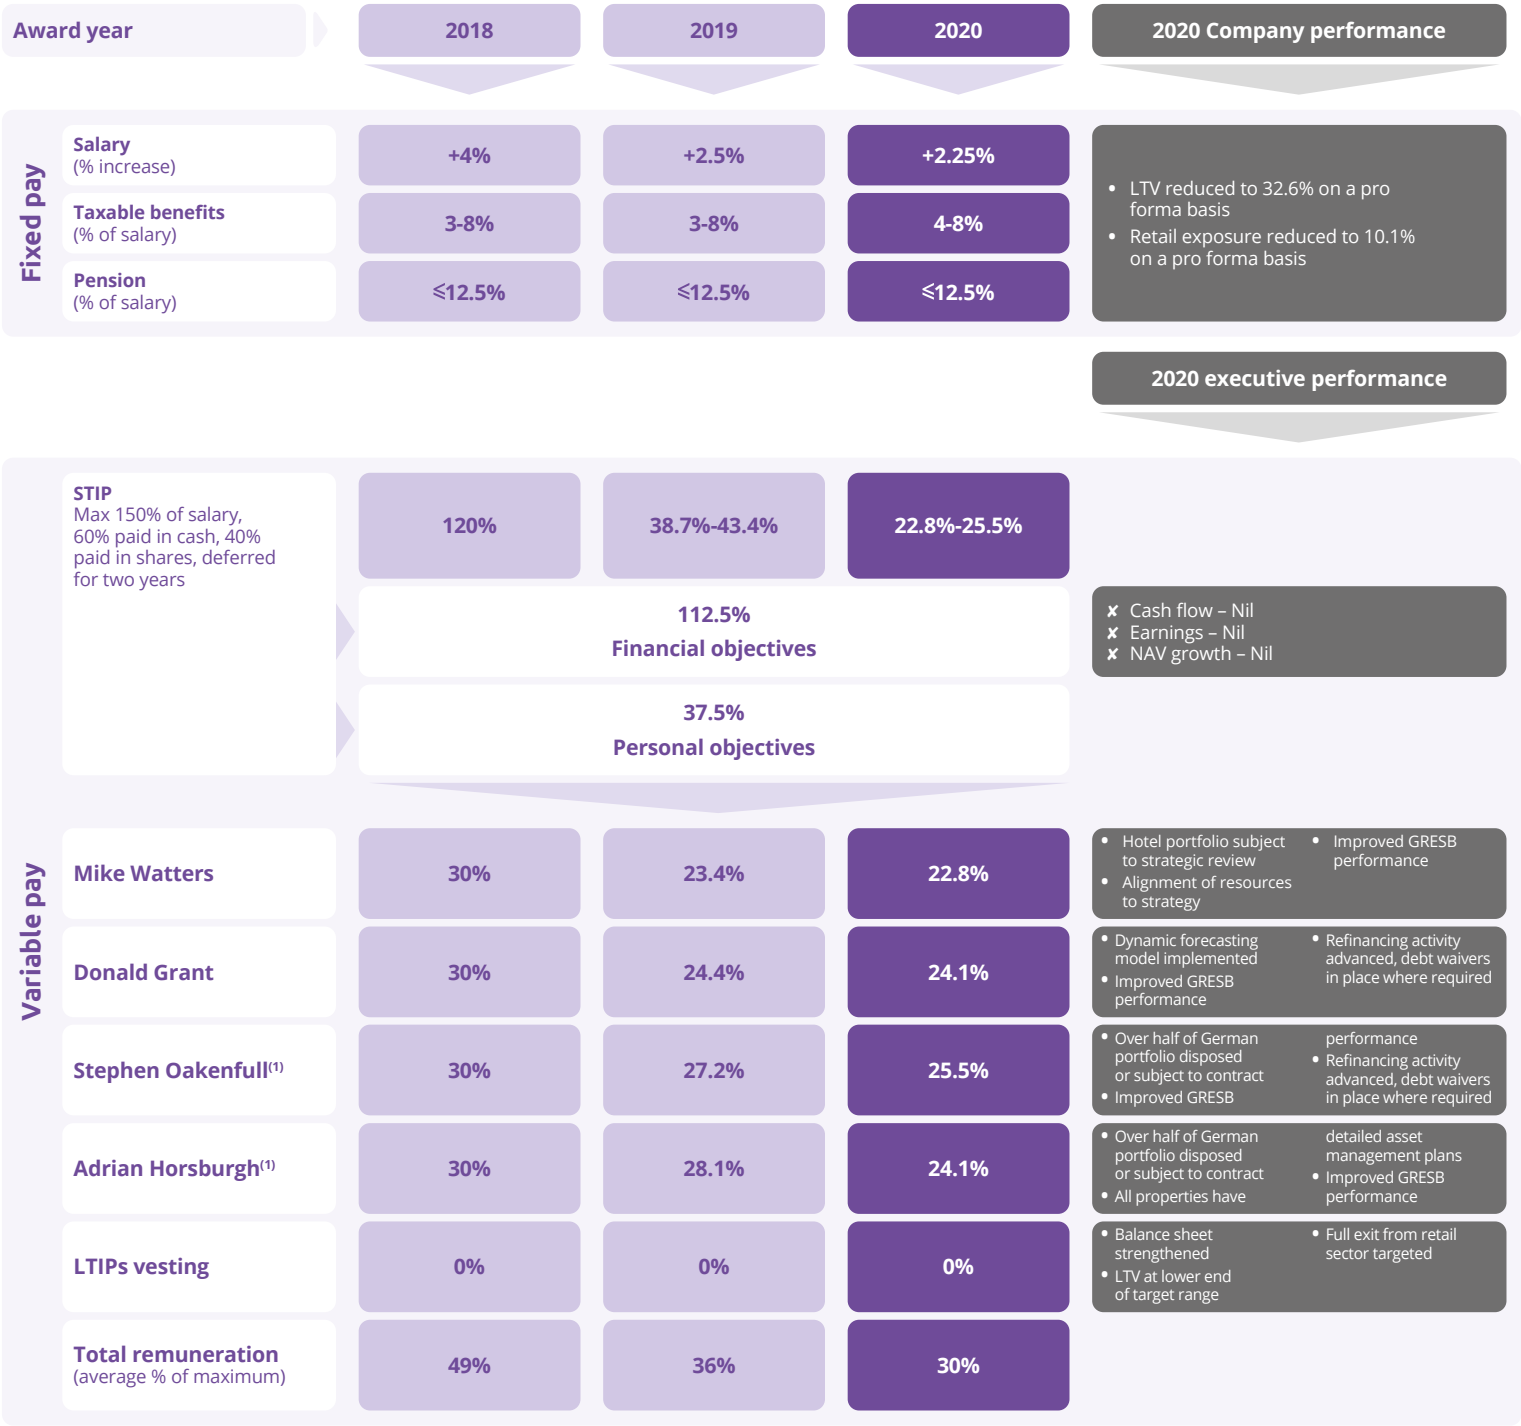 Award year
2018
2019
2020
2020 Company performance
Fixed pay
Salary
(% increase)
+4%
+2.5%
+2.25%
Taxable benefits
(% of salary)
3-8%
3-8%
4-8%
Pension
(% of salary)
⩽12.5%
⩽12.5%
⩽12.5%
• LTV reduced to 32.6% on a pro
forma basis
• Retail exposure reduced to 10.1%
on a pro forma basis
2020 executive performance
Variable pay
STIP
Max 150% of salary,
60% paid in cash, 40%
paid in shares, deferred
for two years
120%
38.7%-43.4%
22.8%-25.5%
112.5%
Financial objectives
✘ Cash flow – Nil
✘ Earnings – Nil
✘ NAV growth – Nil
37.5%
Personal objectives
Mike Watters
30%
23.4%
22.8%
• Hotel portfolio subject
to strategic review
• Alignment of resources
to strategy
• Improved GRESB
performance
Donald Grant
30%
24.4%
24.1%
• Dynamic forecasting
model implemented
• Improved GRESB
performance
• Refinancing activity
advanced, debt waivers
in place where required
Stephen Oakenfull(1)
30%
27.2%
25.5%
• Over half of German
portfolio disposed
or subject to contract
• Improved GRESB
performance
• Refinancing activity
advanced, debt waivers
in place where required
Adrian Horsburgh(1)
30%
28.1%
24.1%
• Over half of German
portfolio disposed
or subject to contract
• All properties have
detailed asset
management plans
• Improved GRESB
performance
LTIPs vesting
0%
0%
0%
• Balance sheet
strengthened
• LTV at lower end
of target range
• Full exit from retail
sector targeted
Total remuneration
(average % of maximum)
49%
36%
30%